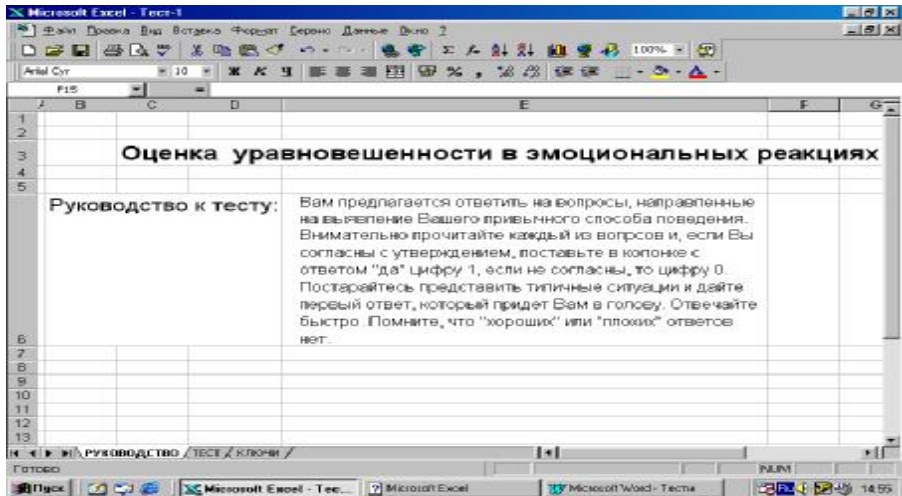 Microsoft Excel - Тест-1
Файл Правка Вид Вставка Формат Сервис Данные Окно ?
100%
Arial Cyr 10 Ж К Ч
F15 =
A B C D E F G
1
2
3 Оценка уравновешенности в эмоциональных реакциях
4
5
Руководство к тесту: Вам предлагается ответить на вопросы, направленные
на выявление Вашего привычного способа поведения.
Внимательно прочитайте каждый из вопрсов и, если Вы
согласны с утверждением, поставьте в колонке с
ответом "да" цифру 1, если не согласны, то цифру 0.
Постарайтесь представить типичные ситуации и дайте
первый ответ, который придет Вам в голову. Отвечайте
быстро. Помните, что "хороших" или "плохих" ответов
6 нет.
7
8
9
10
11
12
13
РУКОВОДСТВО ТЕСТ КЛЮЧИ
Готово NUM
Пуск Microsoft Excel - Тес... Microsoft Excel Microsoft Word - Тесты 14:55